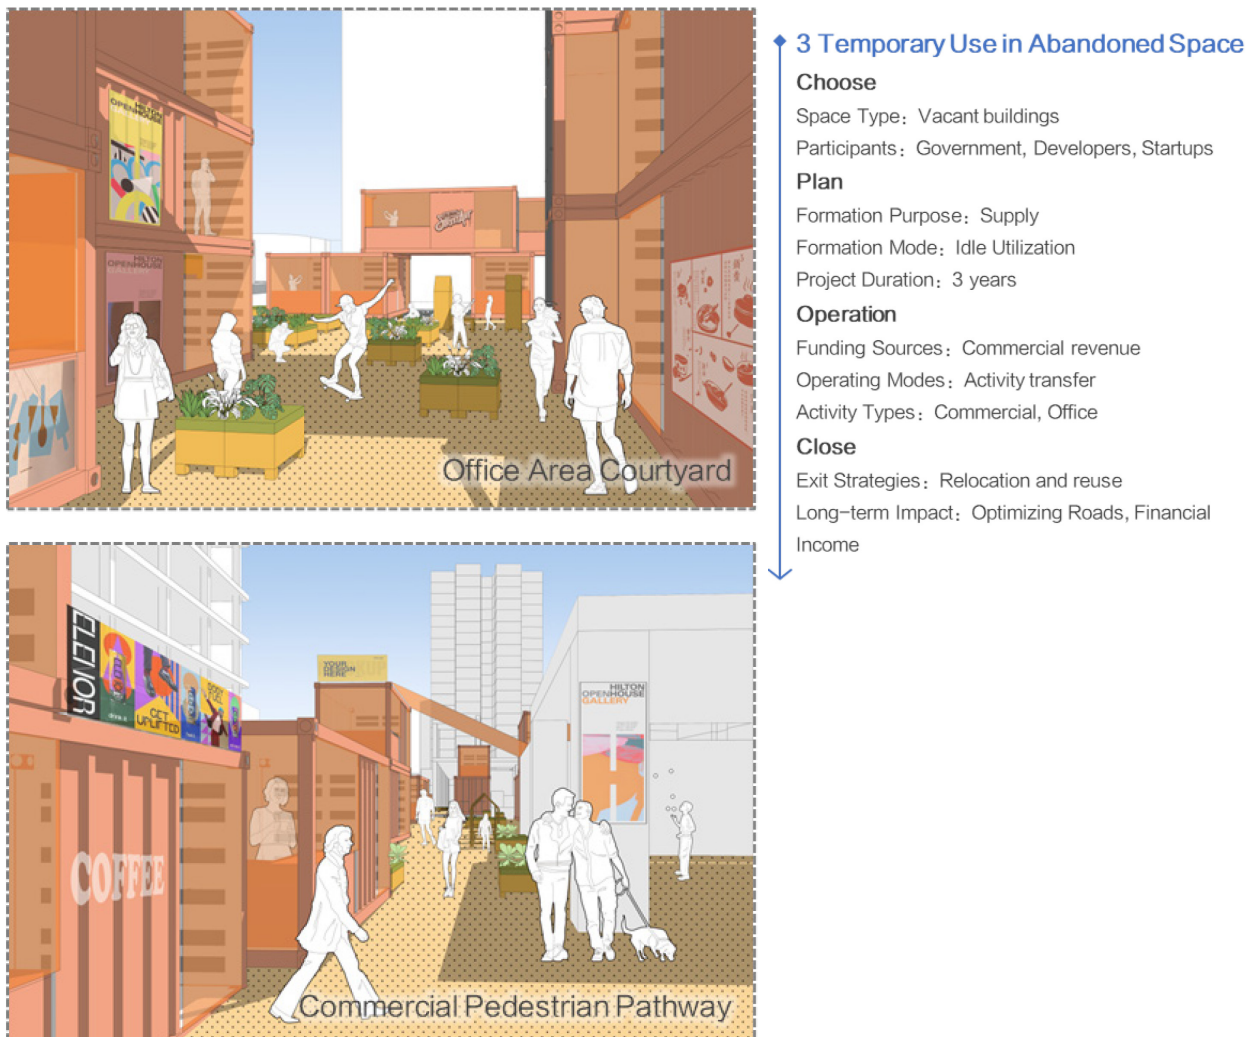 HILTON
OPENHOUSE
HILTON
OPENHOUSE
GALLERY
Office Area Courtyard
3 Temporary Use in Abandoned Space
Choose
Space Type: Vacant buildings
Participants: Government, Developers, Startups
Plan
Formation Purpose: Supply
Formation Mode: Idle Utilization
Project Duration: 3 years
Operation
Funding Sources: Commercial revenue
Operating Modes: Activity transfer
Activity Types: Commercial, Office
Close
Exit Strategies: Relocation and reuse
Long-term Impact: Optimizing Roads, Financial
Income
ELENOR
GET
UPLIFTED
YOUR
DESIGN
HERE
HILTON
OPENHOUSE
GALLERY
COFFEE
Commercial Pedestrian Pathway